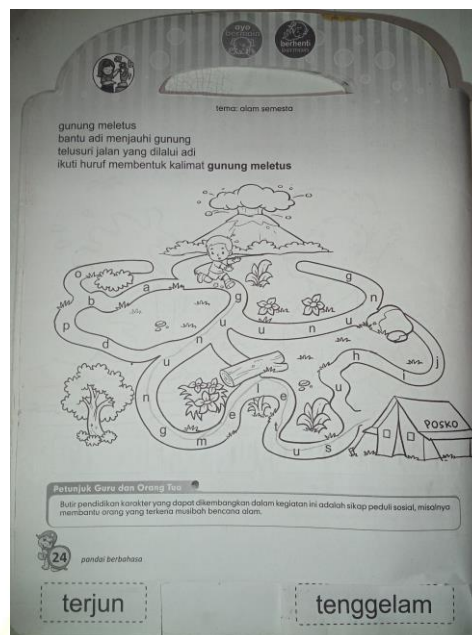 ayo
bermain
berhenti
bermain
tema: alam semesta
gunung meletus
bantu adi menjauhi gunung
telusuri jalan yang dilalui adi
ikuti huruf membentuk kalimat gunung meletus
o
a
b
p
d
g
u
n
u
n
g
m
e
l
e
t
u
s
u
n
u
n
g
h
i
j
u
POSKO
Petunjuk Guru dan Orang Tua
Butir pendidikan karakter yang dapat dikembangkan dalam kegiatan ini adalah sikap peduli sosial, misalnya
membantu orang yang terkena musibah bencana alam.
24
pandai berbahasa
terjun
tenggelam